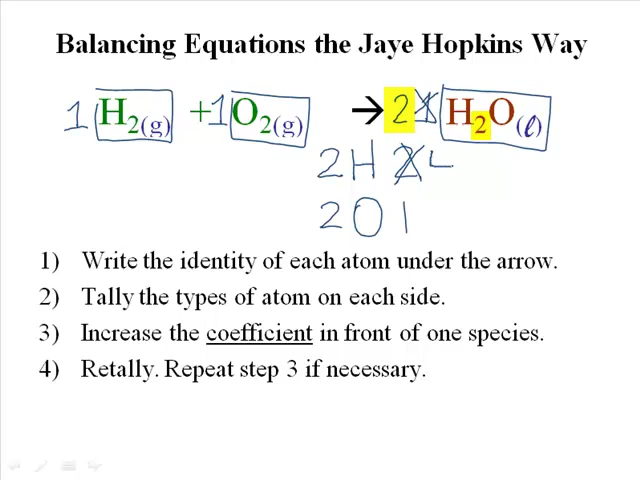 Balancing Equations the Jaye Hopkins Way
1 H2(g) + 1 O2(g) → 2 1 H2O(ℓ)
2 H 2 4
2 O 1
1) Write the identity of each atom under the arrow.
2) Tally the types of atom on each side.
3) Increase the coefficient in front of one species.
4) Retally. Repeat step 3 if necessary.